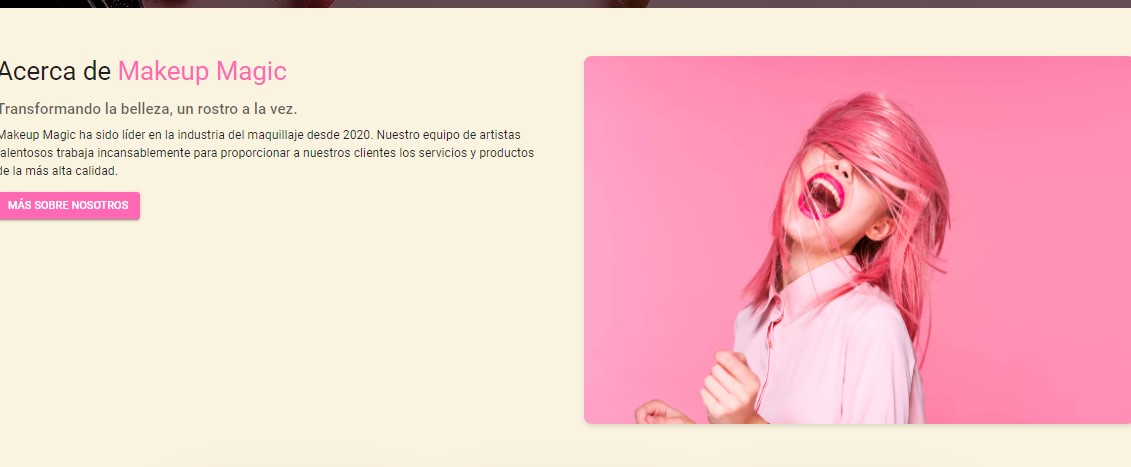 Acerca de Makeup Magic
Transformando la belleza, un rostro a la vez.
Makeup Magic ha sido líder en la industria del maquillaje desde 2020. Nuestro equipo de artistas
talentosos trabaja incansablemente para proporcionar a nuestros clientes los servicios y productos
de la más alta calidad.
MÁS SOBRE NOSOTROS